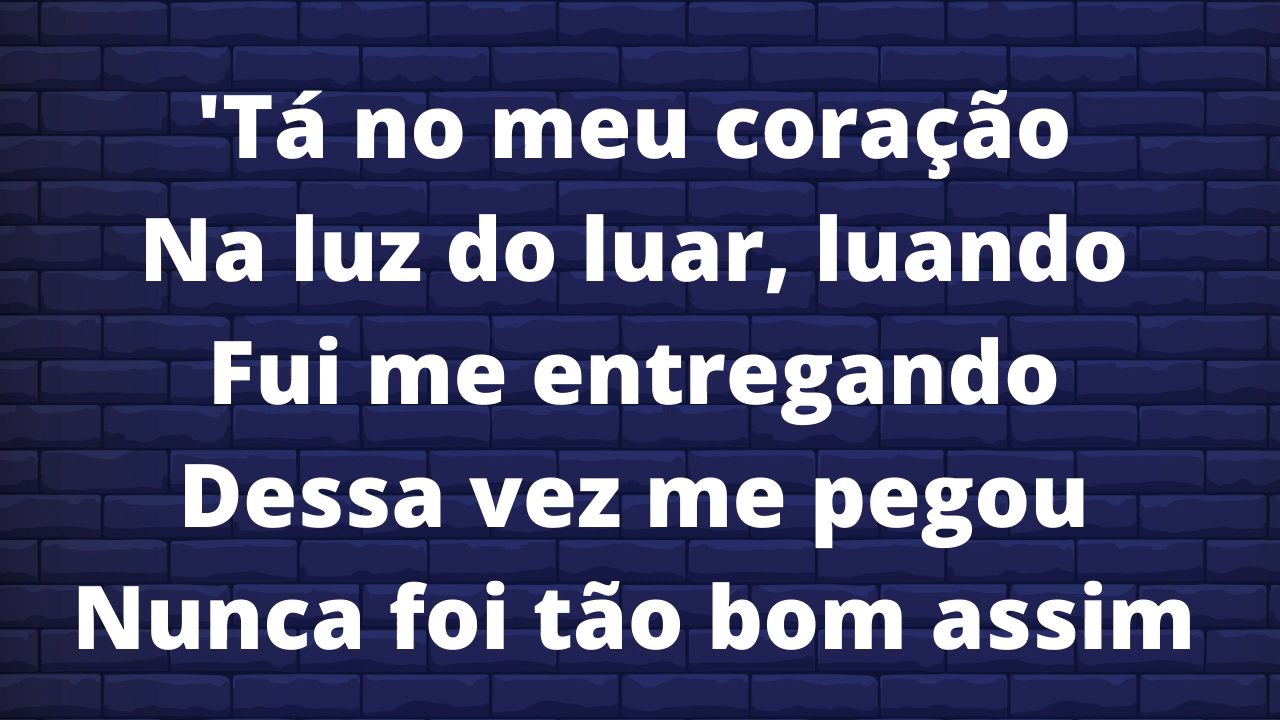 'Tá no meu coração
Na luz do luar, luando
Fui me entregando
Dessa vez me pegou
Nunca foi tão bom assim